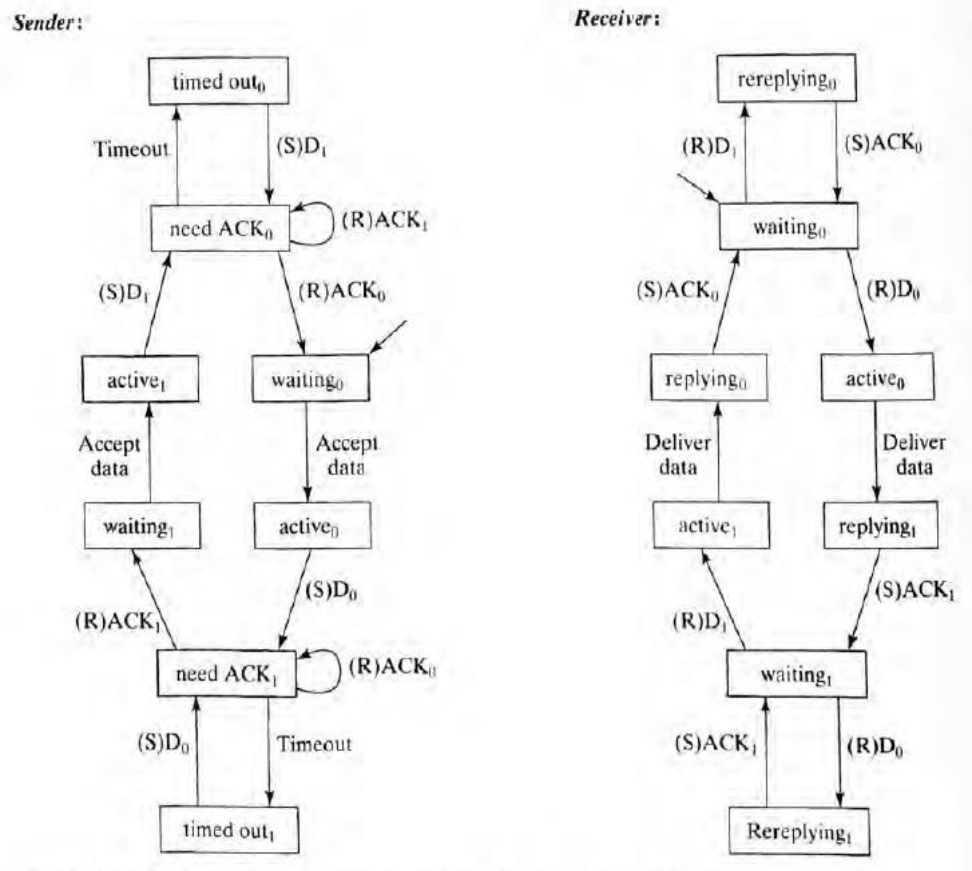 Sender:
Receiver:
timed out₀
rereplying₀
Timeout
(S)D₁
(R)D₁
(S)ACK₀
need ACK₀
(R)ACK₁
waiting₀
(S)D₁
(R)ACK₀
(S)ACK₀
(R)D₀
active₁
waiting₀
replying₀
active₀
Accept
data
Accept
data
Deliver
data
Deliver
data
waiting₁
active₀
active₁
replying₁
(R)ACK₁
(S)D₀
(R)D₁
(S)ACK₁
need ACK₁
(R)ACK₀
waiting₁
(S)D₀
Timeout
(S)ACK₁
(R)D₀
timed out₁
Rereplying₁